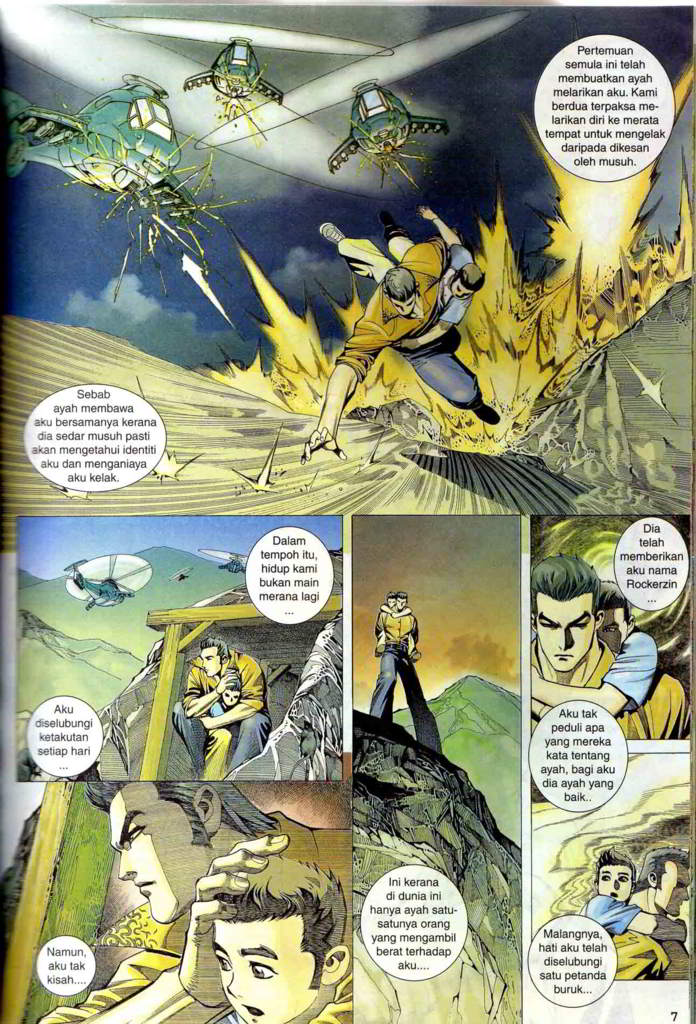 Pertemuan
semula ini telah
membuatkan ayah
melarikan aku. Kami
berdua terpaksa me-
larikan diri ke merata
tempat untuk mengelak
daripada dikesan
oleh musuh.
Sebab
ayah membawa
aku bersamanya kerana
dia sedar musuh pasti
akan mengetahui identiti
aku dan menganiaya
aku kelak.
Dalam
tempoh itu,
hidup kami
bukan main
merana lagi
...
Aku
diselubungi
ketakutan
setiap hari
...
Namun,
aku tak
kisah....
Ini kerana
di dunia ini
hanya ayah satu-
satunya orang
yang mengambil
berat terhadap
aku....
Dia
telah
memberikan
aku nama
Rockerzin
...
Aku tak
peduli apa
yang mereka
kata tentang
ayah, bagi aku
dia ayah yang
baik..
Malangnya,
hati aku telah
diselubungi
satu petanda
buruk...
7